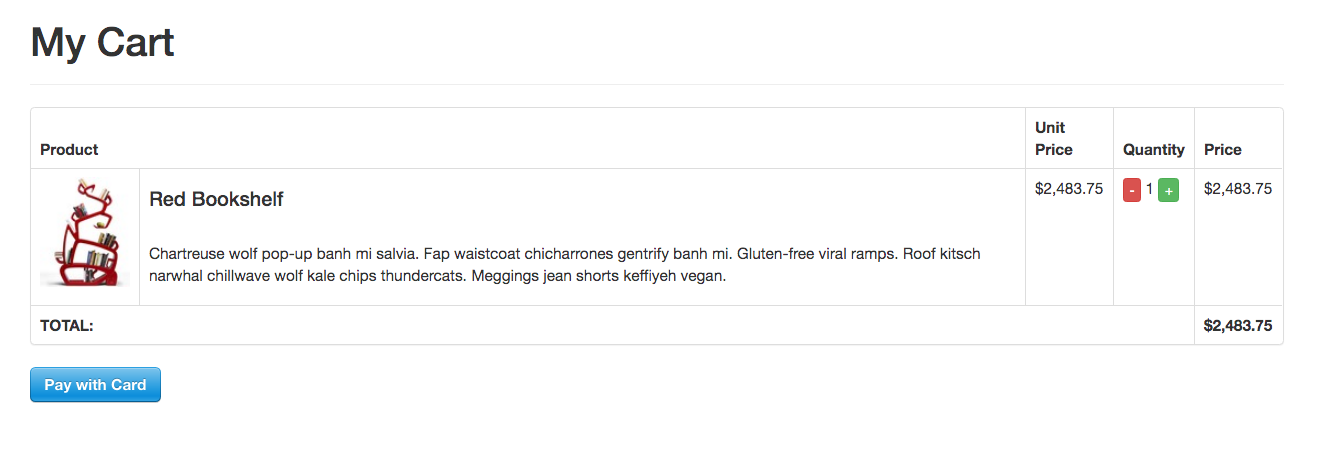 My Cart
Unit
Product Price Quantity Price
Red Bookshelf $2,483.75 - 1 + $2,483.75
Chartreuse wolf pop-up banh mi salvia. Fap waistcoat chicharrones gentrify banh mi. Gluten-free viral ramps. Roof kitsch
narwhal chillwave wolf kale chips thundercats. Meggings jean shorts keffiyeh vegan.
TOTAL: $2,483.75
Pay with Card